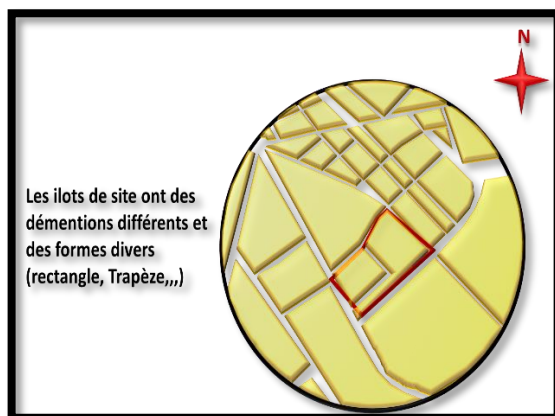 N
Les ilots de site ont des
démentions différents et
des formes divers
(rectangle, Trapèze,,,)